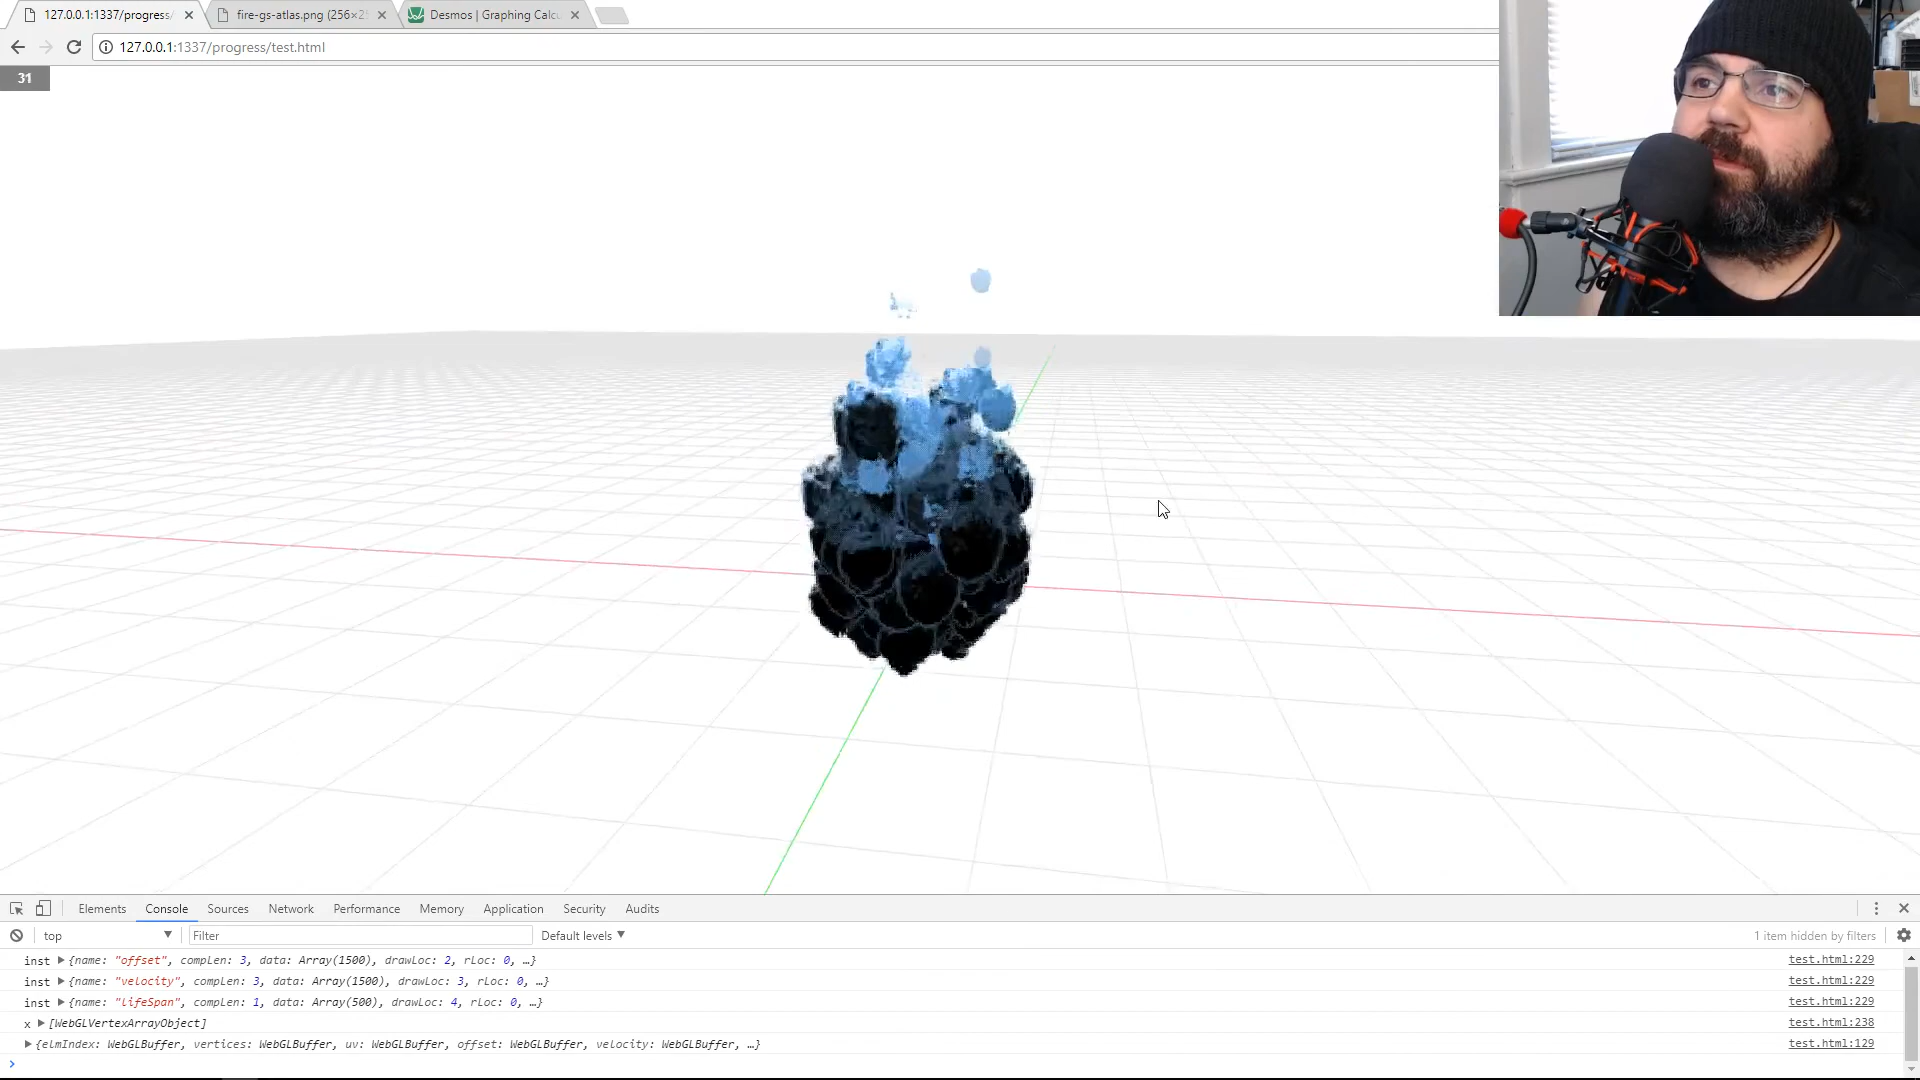 127.0.0.1:1337/progress/
fire-gs-atlas.png (256×2
Desmos | Graphing Calcu
127.0.0.1:1337/progress/test.html
31
Elements Console Sources Network Performance Memory Application Security Audits
top Filter Default levels 1 item hidden by filters
inst {name: "offset", compLen: 3, data: Array(1500), drawLoc: 2, rLoc: 0, …} test.html:229
inst {name: "velocity", compLen: 3, data: Array(1500), drawLoc: 3, rLoc: 0, …} test.html:229
inst {name: "lifeSpan", compLen: 1, data: Array(500), drawLoc: 4, rLoc: 0, …} test.html:229
x [WebGLVertexArrayObject] test.html:238
{elmIndex: WebGLBuffer, vertices: WebGLBuffer, uv: WebGLBuffer, offset: WebGLBuffer, velocity: WebGLBuffer, …} test.html:129